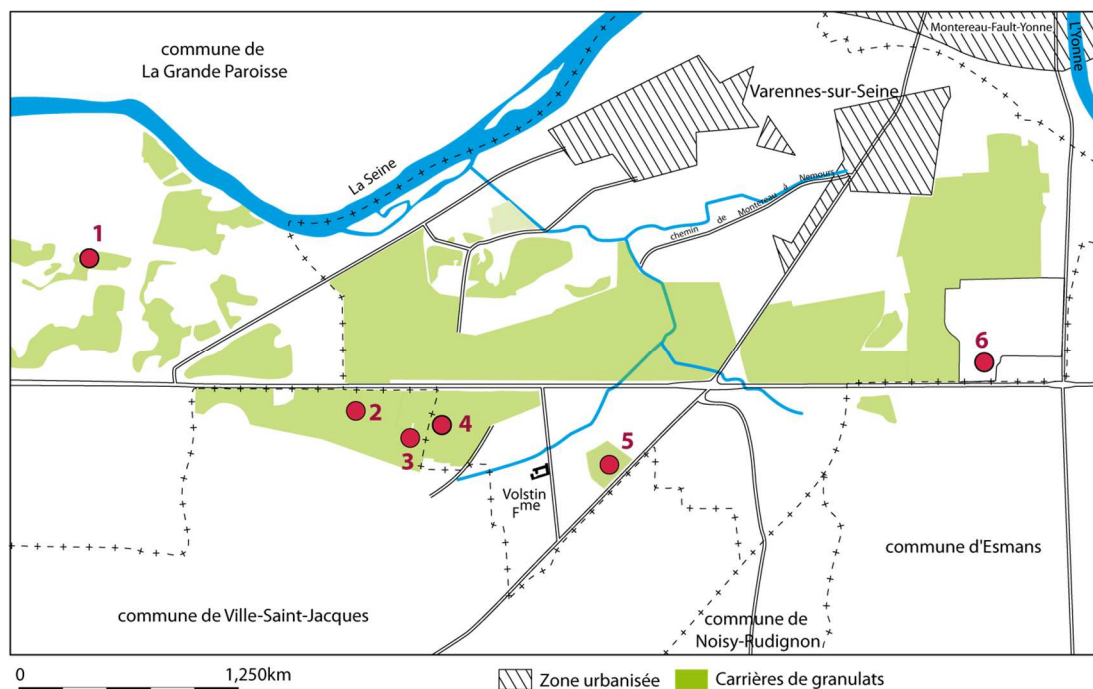 commune de
La Grande Paroisse
Montereau-Fault-Yonne
L'Yonne
Varennes-sur-Seine
La Seine
chemin de Montereau à Nemours
1
2
3
4
5
6
Volstin
Fme
commune d'Esmans
commune de Ville-Saint-Jacques
commune de
Noisy-Rudignon
0 1,250km
Zone urbanisée
Carrières de granulats